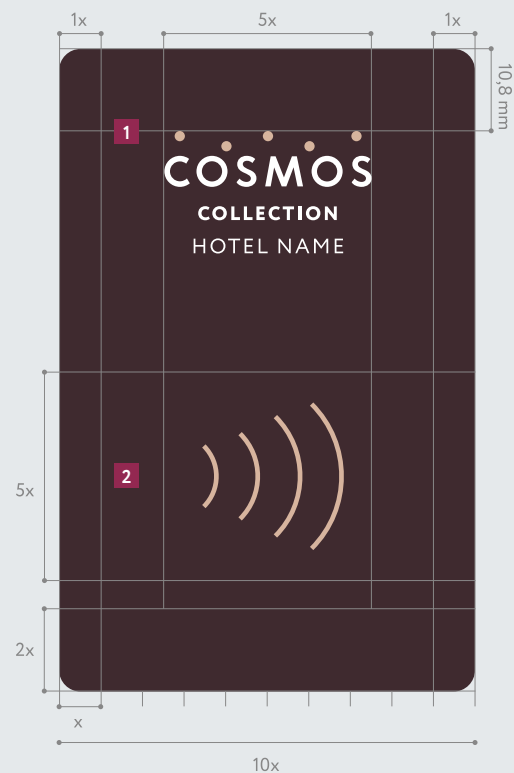 1x 5x 1x
10,8 mm
1
COSMOS
COLLECTION
HOTEL NAME
2
5x
2x
x
10x